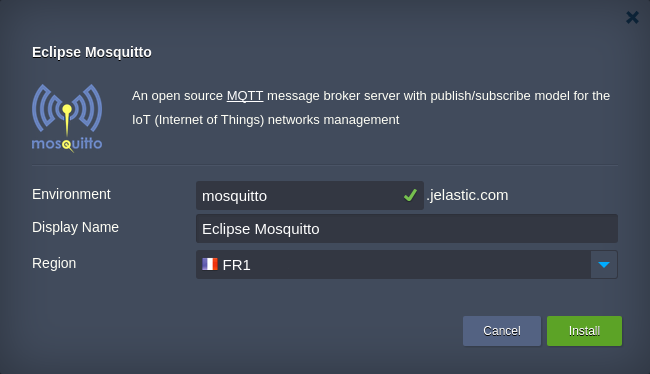 Eclipse Mosquitto
An open source MQTT message broker server with publish/subscribe model for the
IoT (Internet of Things) networks management
mosquitto
Environment mosquitto .jelastic.com
Display Name Eclipse Mosquitto
Region FR1
Cancel Install